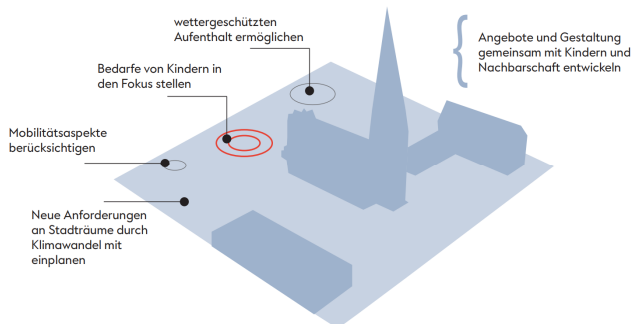 wettergeschützten
Aufenthalt ermöglichen
Angebote und Gestaltung
gemeinsam mit Kindern und
Nachbarschaft entwickeln
Bedarfe von Kindern in
den Fokus stellen
Mobilitätsaspekte
berücksichtigen
Neue Anforderungen
an Stadträume durch
Klimawandel mit
einplanen